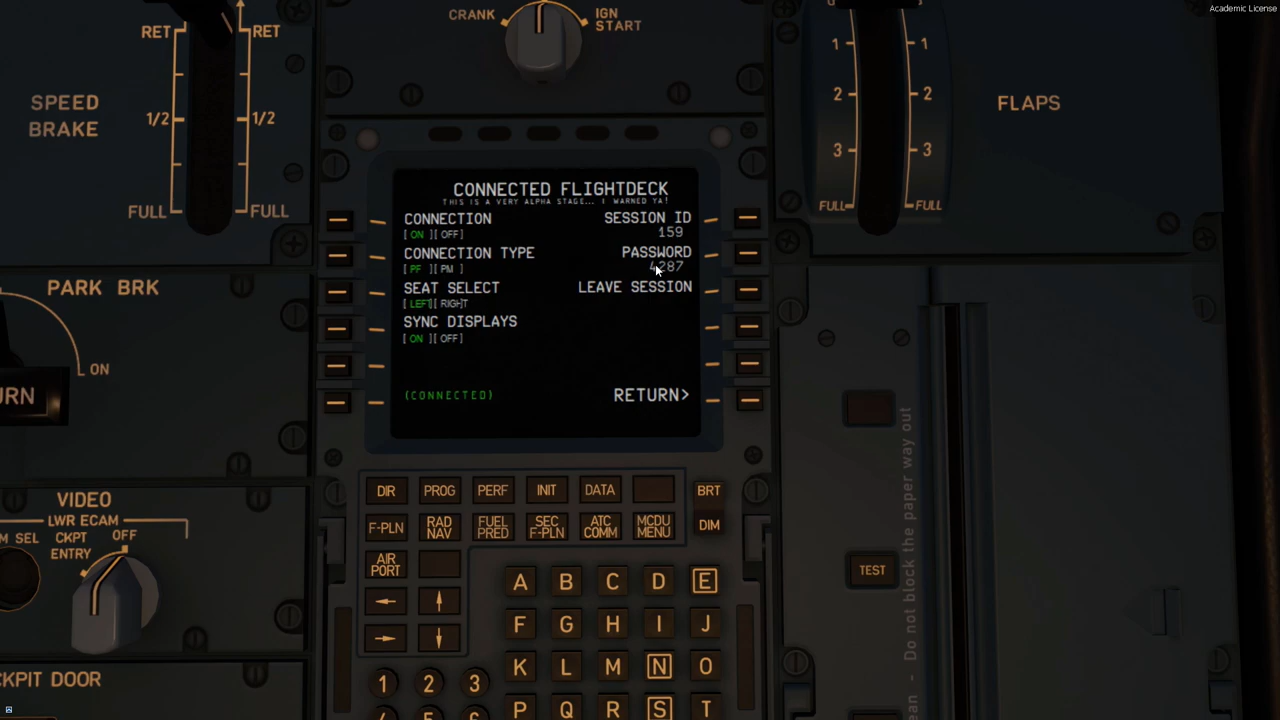 Academic License
CRANK
IGN
START
RET
RET
SPEED
BRAKE
1/2
1/2
FULL
FULL
1
1
2
2
3
3
FULL
FULL
FLAPS
CONNECTED FLIGHTDECK
THIS IS A VERY ALPHA STAGE... I WARNED YA!
CONNECTION
[ ON ][ OFF]
SESSION ID
159
CONNECTION TYPE
[ PF ][ PM ]
PASSWORD
SEAT SELECT
[ LEFT][ RIGHT]
LEAVE SESSION
SYNC DISPLAYS
[ ON ][ OFF]
(CONNECTED)
RETURN>
PARK BRK
ON
VIDEO
LWR ECAM
CKPT
ENTRY
OFF
DIR PROG PERF INIT DATA
BRT
F-PLN
RAD
NAV
FUEL
PRED
SEC
F-PLN
ATC
COMM
MCDU
MENU
DIM
AIR
PORT
← ↑
→ ↓
A B C D E
F G H I J
K L M N O
P Q R S T
1 2 3
TEST
- Do not block the paper way out